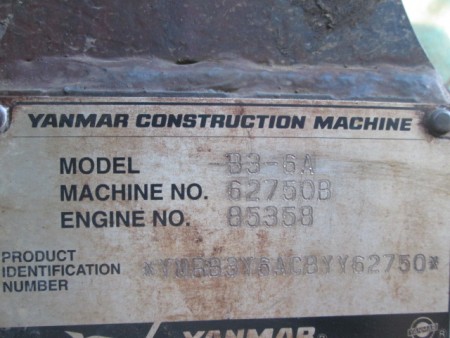 YANMAR CONSTRUCTION MACHINE
MODEL -B3-6A
MACHINE NO. 62750B
ENGINE NO. 85358
PRODUCT
IDENTIFICATION
NUMBER
YANMAR®